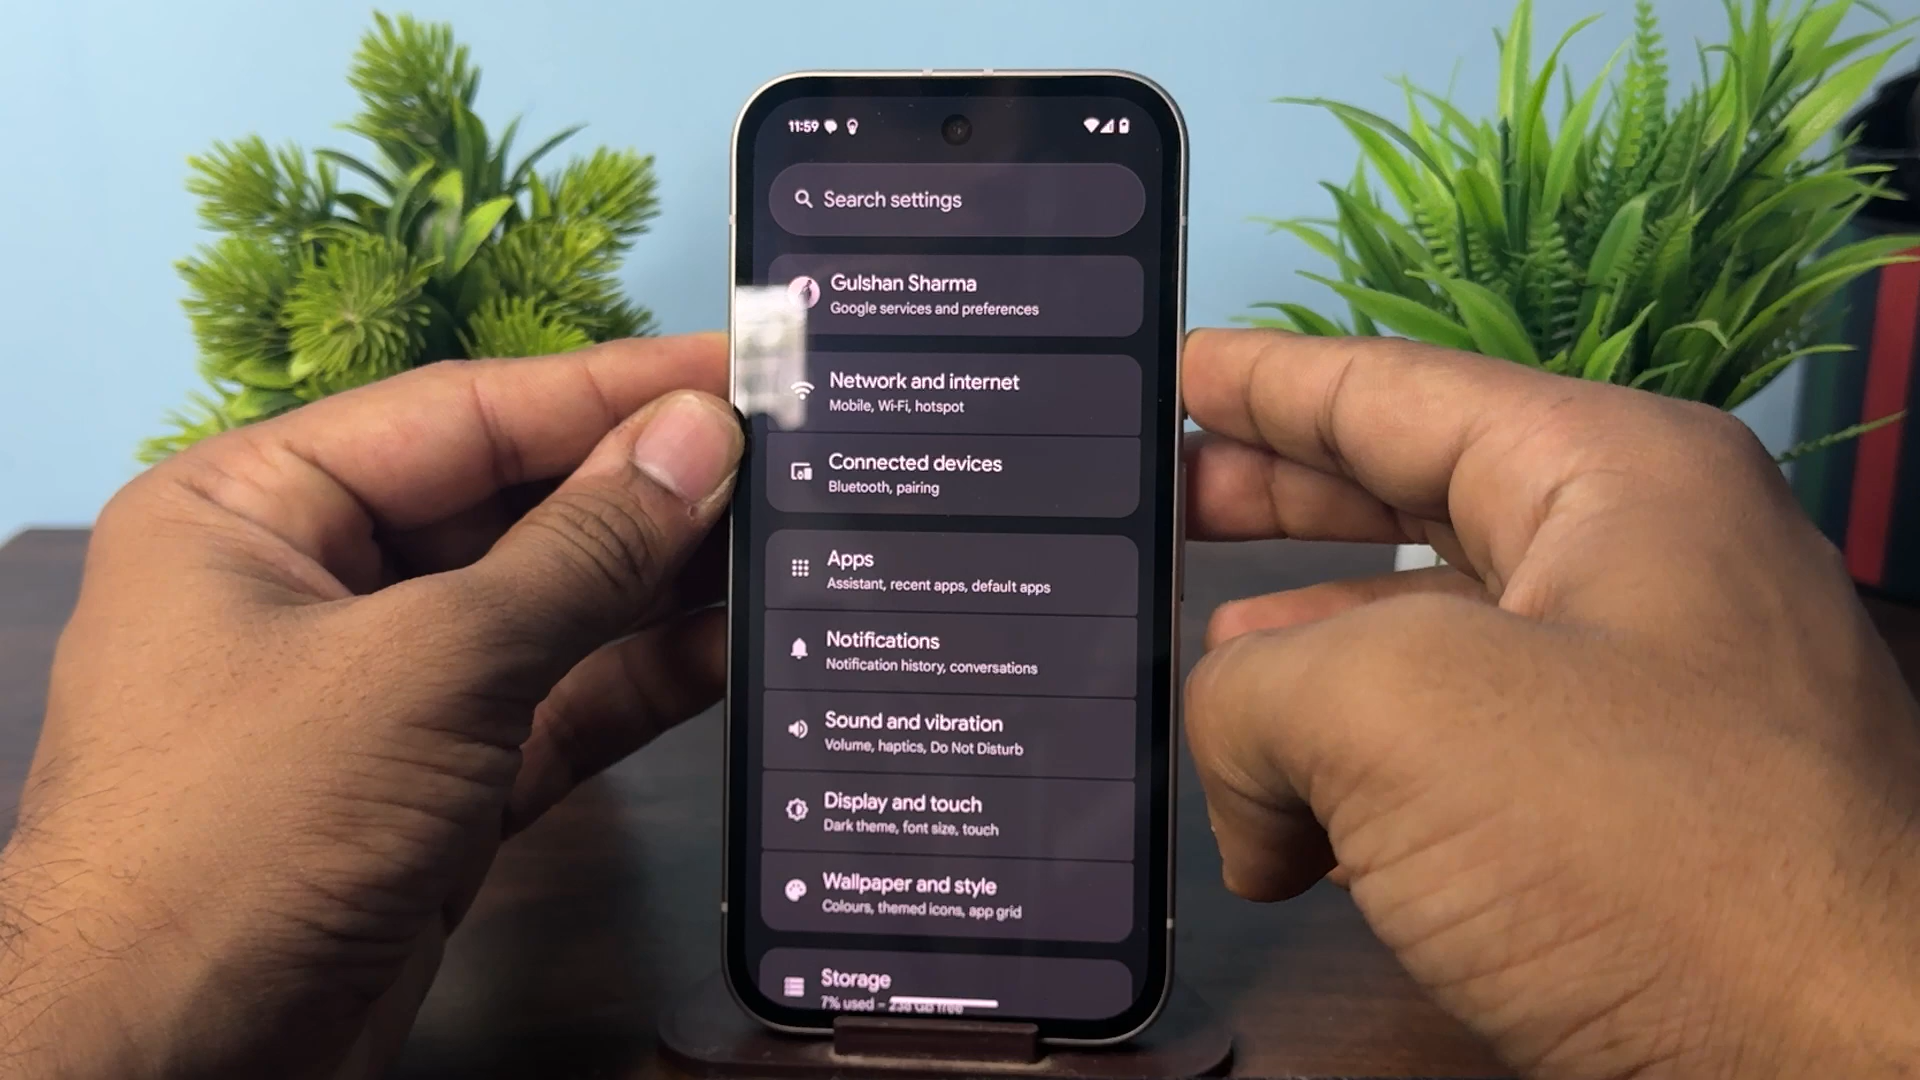 11:59
Search settings
Gulshan Sharma
Google services and preferences
Network and internet
Mobile, Wi-Fi, hotspot
Connected devices
Bluetooth, pairing
Apps
Assistant, recent apps, default apps
Notifications
Notification history, conversations
Sound and vibration
Volume, haptics, Do Not Disturb
Display and touch
Dark theme, font size, touch
Wallpaper and style
Colours, themed icons, app grid
Storage
7% used – 238 GB free